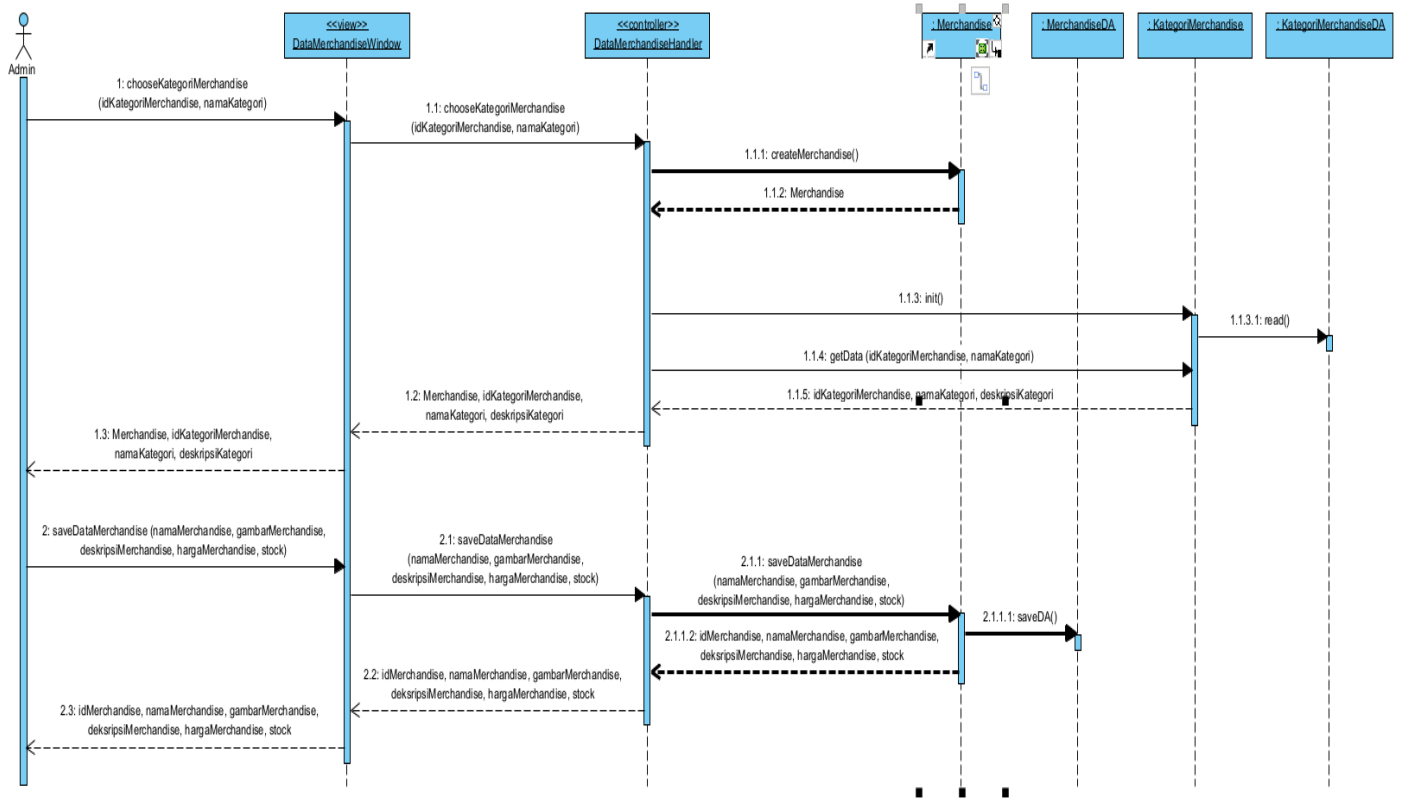 <<view>>
DataMerchandiseWindow
<<controller>>
DataMerchandiseHandler
: Merchandise
: MerchandiseDA
: KategoriMerchandise
: KategoriMerchandiseDA
Admin
1: chooseKategoriMerchandise
(idKategoriMerchandise, namaKategori)
1.1: chooseKategoriMerchandise
(idKategoriMerchandise, namaKategori)
1.1.1: createMerchandise()
1.1.2: Merchandise
1.1.3: init()
1.1.3.1: read()
1.1.4: getData (idKategoriMerchandise, namaKategori)
1.1.5: idKategoriMerchandise, namaKategori, deskripsiKategori
1.2: Merchandise, idKategoriMerchandise,
namaKategori, deskripsiKategori
1.3: Merchandise, idKategoriMerchandise,
namaKategori, deskripsiKategori
2: saveDataMerchandise (namaMerchandise, gambarMerchandise,
deskripsiMerchandise, hargaMerchandise, stock)
2.1: saveDataMerchandise
(namaMerchandise, gambarMerchandise,
deskripsiMerchandise, hargaMerchandise, stock)
2.1.1: saveDataMerchandise
(namaMerchandise, gambarMerchandise,
deskripsiMerchandise, hargaMerchandise, stock)
2.1.1.1: saveDA()
2.1.1.2: idMerchandise, namaMerchandise, gambarMerchandise,
deksripsiMerchandise, hargaMerchandise, stock
2.2: idMerchandise, namaMerchandise, gambarMerchandise,
deksripsiMerchandise, hargaMerchandise, stock
2.3: idMerchandise, namaMerchandise, gambarMerchandise,
deksripsiMerchandise, hargaMerchandise, stock